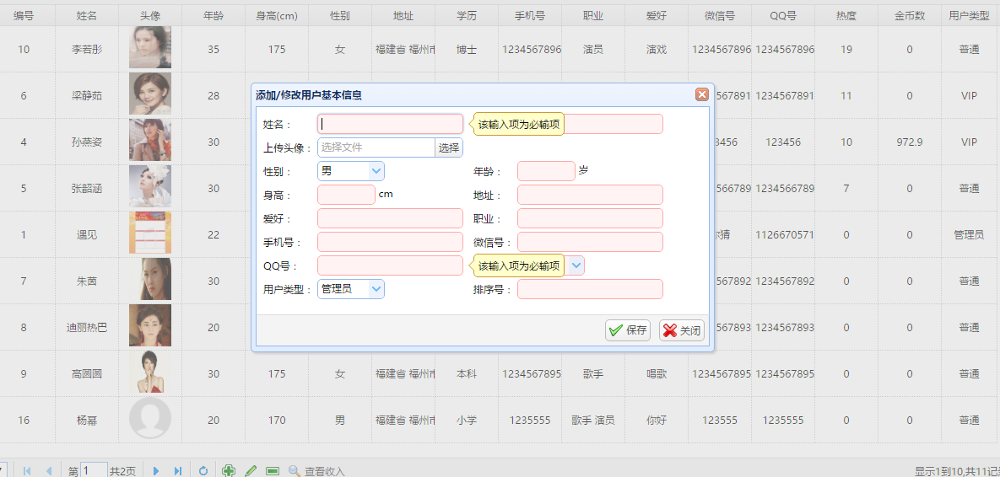 编号 姓名 头像 年龄 身高(cm) 性别 地址 学历 手机号 职业 爱好 微信号 QQ号 热度 金币数 用户类型
10 李若彤 35 175 女 福建省 福州市 博士 1234567896 演员 演戏 1234567896 1234567896 19 0 普通
6 梁静茹 28 567891 1234567891 11 0 VIP
4 孙燕姿 30 3456 123456 10 972.9 VIP
5 张韶涵 30 566789 1234566789 7 0 普通
1 遇见 22 你猜 1126670571 0 0 管理员
7 朱茵 30 567892 1234567892 0 0 普通
8 迪丽热巴 20 567893 1234567893 0 0 普通
9 高圆圆 30 175 女 福建省 福州市 本科 1234567895 歌手 唱歌 1234567895 1234567895 0 0 普通
16 杨幂 20 170 男 福建省 福州市 小学 1235555 歌手 演员 你好 123555 1235555 0 0 普通
添加/修改用户基本信息
姓名： 该输入项为必输项
上传头像： 选择文件 选择
性别： 男 年龄： 岁
身高： cm 地址：
爱好： 职业：
手机号： 微信号：
QQ号： 该输入项为必输项
用户类型： 管理员 排序号：
保存 关闭
第 1 共2页 查看收入 显示1到10,共11记